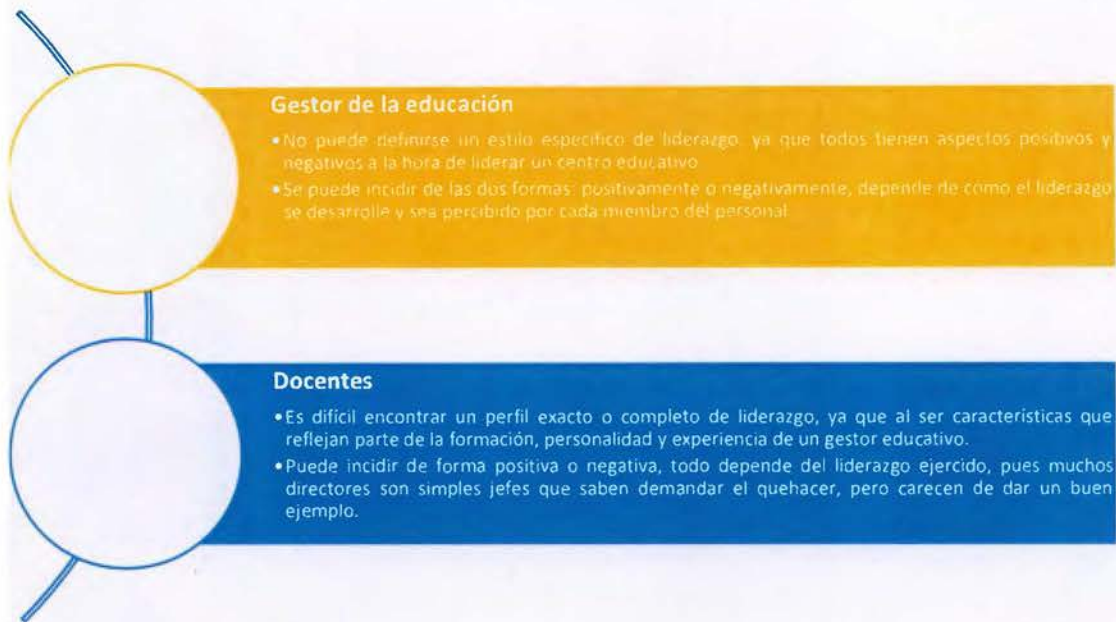 Gestor de la educación
•No puede definirse un estilo especifico de liderazgo, ya que todos tienen aspectos positivos y
negativos a la hora de liderar un centro educativo
•Se puede incidir de las dos formas: positivamente o negativamente, depende de como el liderazgo
se desarrolle y sea percibido por cada miembro del personal
Docentes
•Es difícil encontrar un perfil exacto o completo de liderazgo, ya que al ser características que
reflejan parte de la formación, personalidad y experiencia de un gestor educativo.
•Puede incidir de forma positiva o negativa, todo depende del liderazgo ejercido, pues muchos
directores son simples jefes que saben demandar el quehacer, pero carecen de dar un buen
ejemplo.